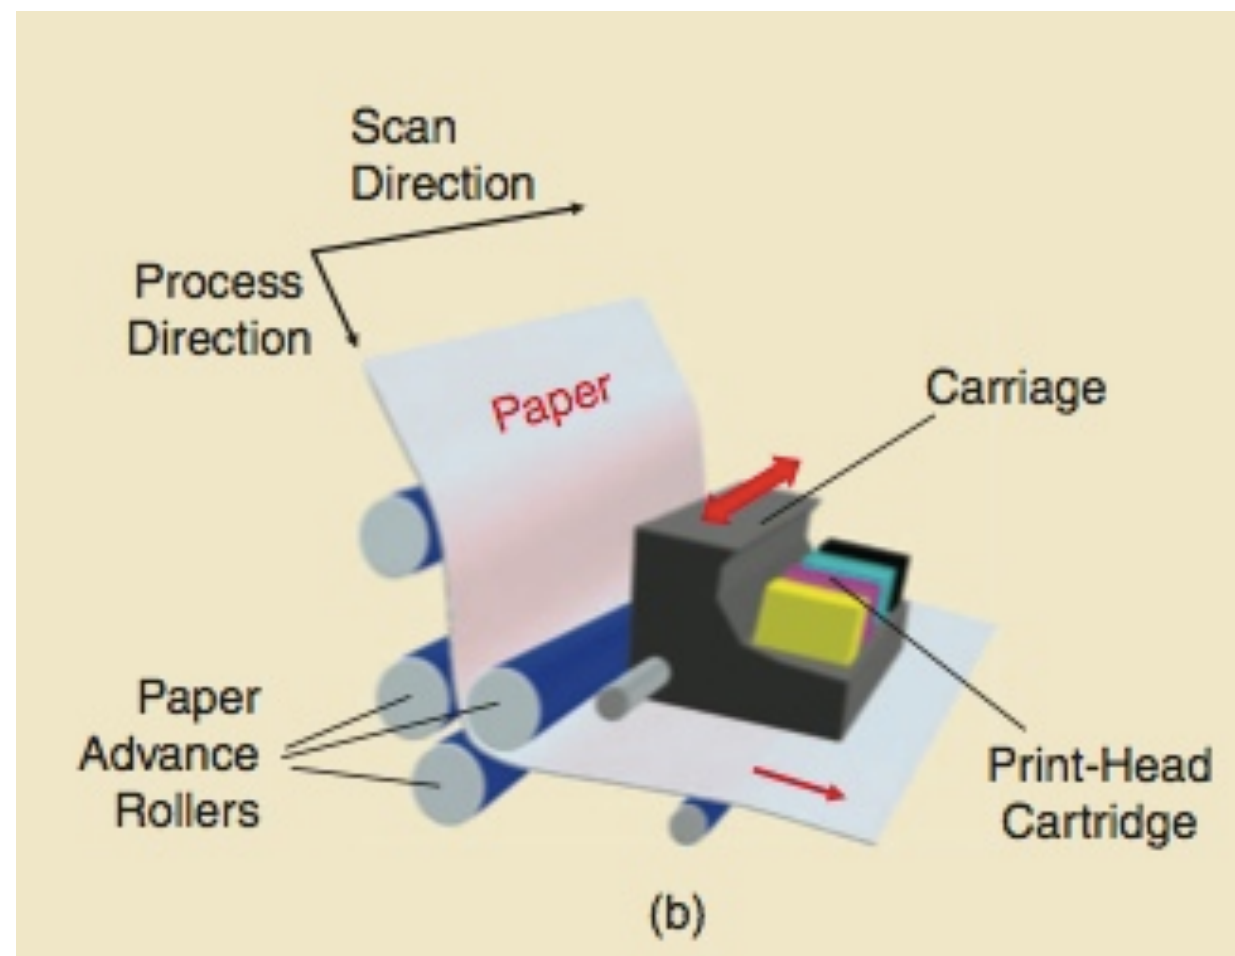 Scan
Direction
Process
Direction
Paper
Carriage
Paper
Advance
Rollers
Print-Head
Cartridge
(b)